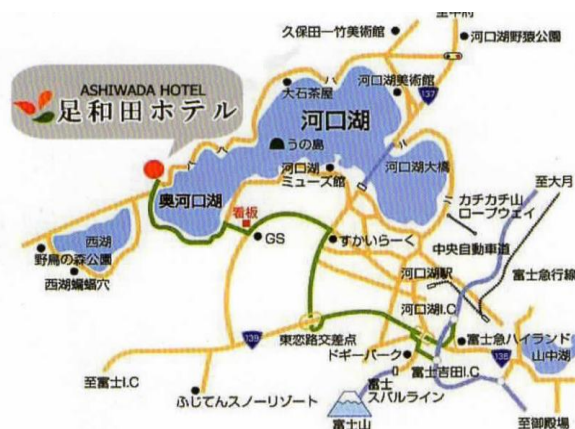 至甲府
久保田一竹美術館
河口湖野猿公園
ASHIWADA HOTEL
足和田ホテル
大石茶屋
河口湖美術館
137
河口湖
うの島
河口湖
ミューズ館
河口湖大橋
奥河口湖
看板
カチカチ山
ロープウェイ
至大月
西湖
野鳥の森公園
西湖蝙蝠穴
GS
すかいらーく
中央自動車道
河口湖駅
富士急行線
河口湖I.C
139
東恋路交差点
富士急ハイランド
ドギーパーク
138
山中湖
至富士I.C
富士吉田I.C
富士
スバルライン
ふじてんスノーリゾート
富士山
至御殿場